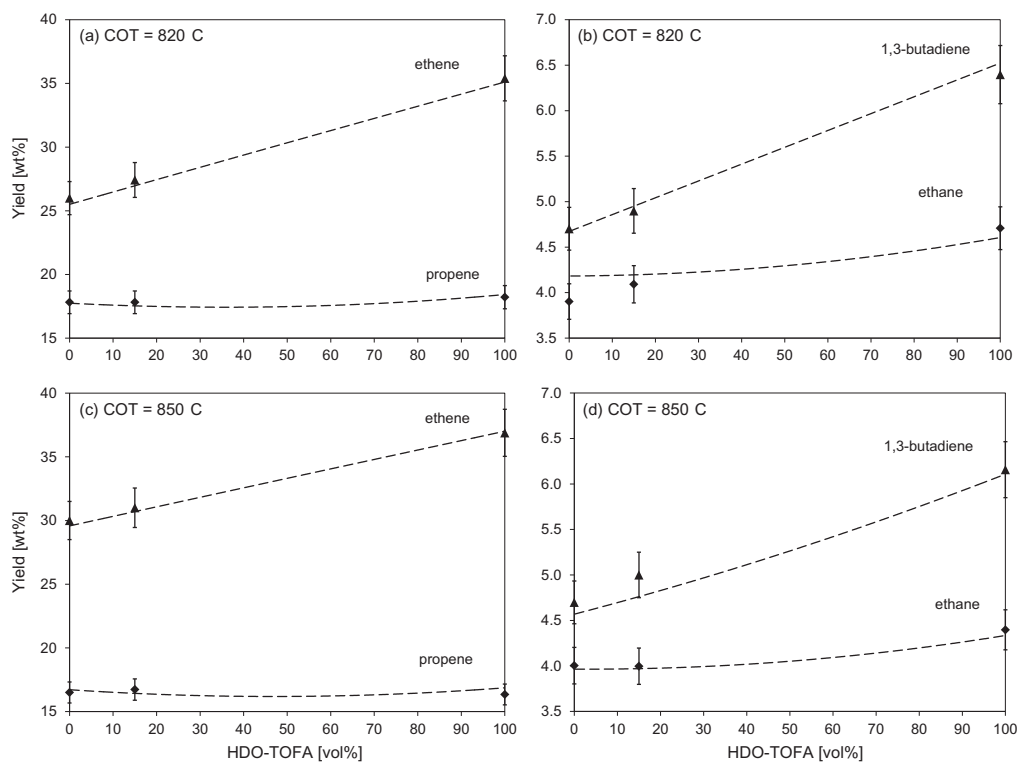 (a) COT = 820 C
ethene
propene
Yield [wt%]
40
35
30
25
20
15
0 10 20 30 40 50 60 70 80 90 100
(b) COT = 820 C
1,3-butadiene
ethane
7.0
6.5
6.0
5.5
5.0
4.5
4.0
3.5
0 10 20 30 40 50 60 70 80 90 100
(c) COT = 850 C
ethene
propene
Yield [wt%]
40
35
30
25
20
15
0 10 20 30 40 50 60 70 80 90 100
HDO-TOFA [vol%]
(d) COT = 850 C
1,3-butadiene
ethane
7.0
6.5
6.0
5.5
5.0
4.5
4.0
3.5
0 10 20 30 40 50 60 70 80 90 100
HDO-TOFA [vol%]